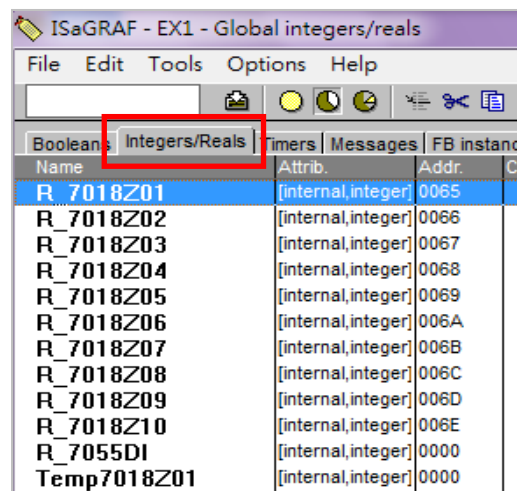 ISaGRAF - EX1 - Global integers/reals
File Edit Tools Options Help
Booleans Integers/Reals Timers Messages FB instanc
Name Attrib. Addr. C
R_7018Z01 [internal,integer] 0065
R_7018Z02 [internal,integer] 0066
R_7018Z03 [internal,integer] 0067
R_7018Z04 [internal,integer] 0068
R_7018Z05 [internal,integer] 0069
R_7018Z06 [internal,integer] 006A
R_7018Z07 [internal,integer] 006B
R_7018Z08 [internal,integer] 006C
R_7018Z09 [internal,integer] 006D
R_7018Z10 [internal,integer] 006E
R_7055DI [internal,integer] 0000
Temp7018Z01 [internal,integer] 0000